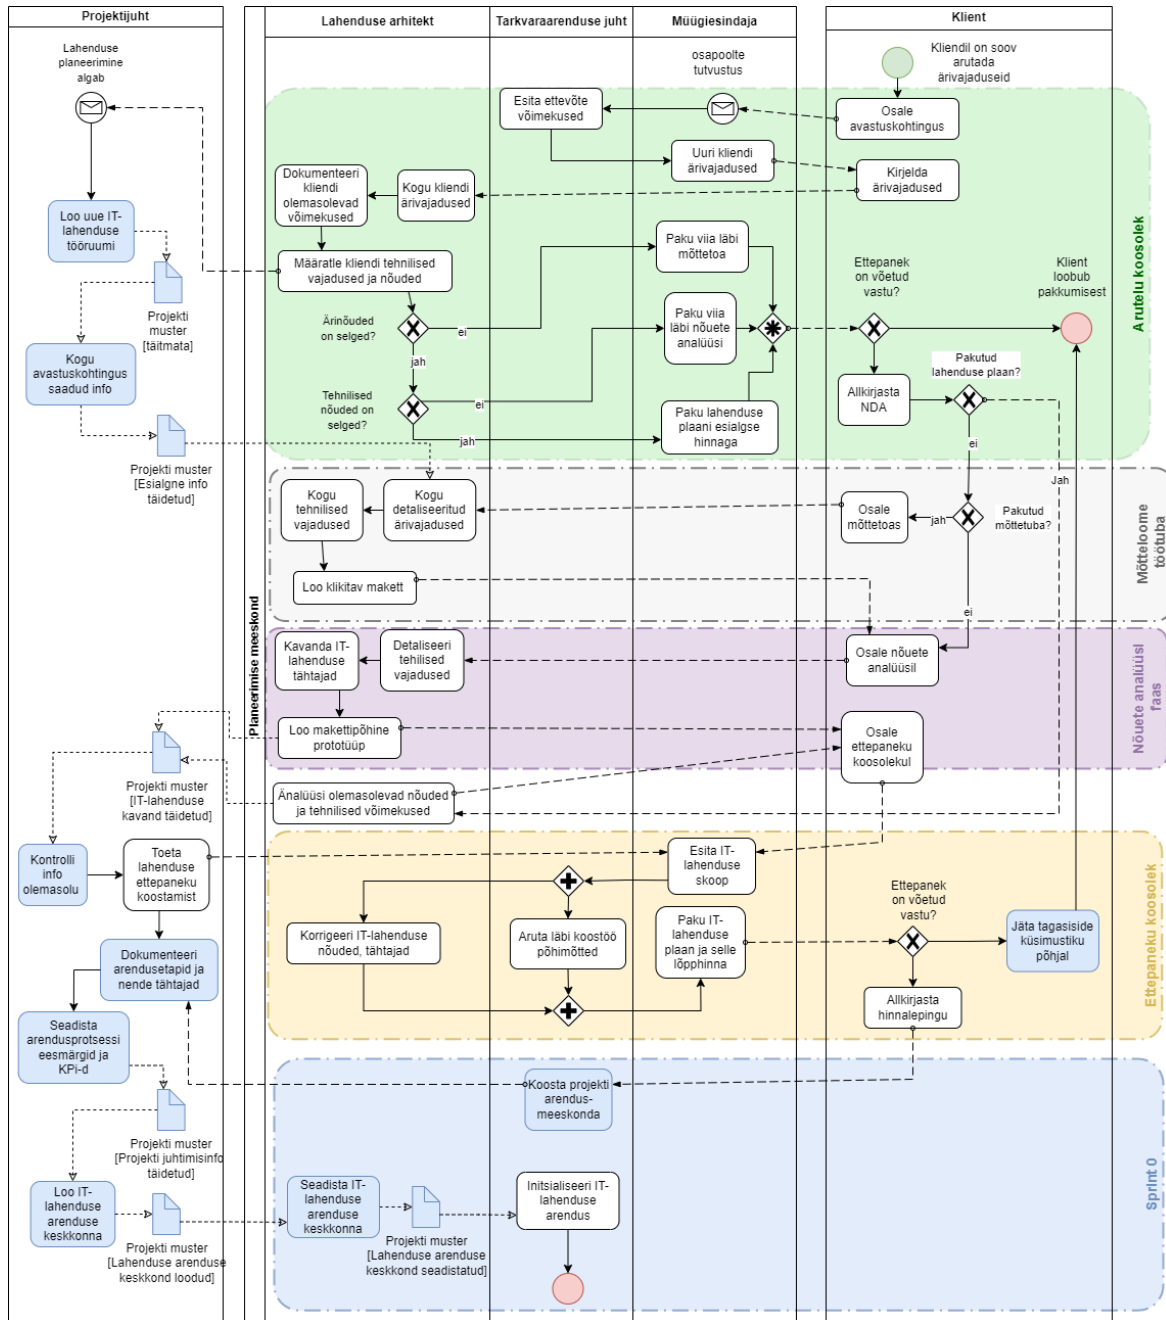 Projektijuht
Lahenduse arhitekt
Tarkvaraarenduse juht
Müügiesindaja
Klient
Lahenduse
planeerimine
algab
osapoolte
tutvustus
Kliendil on soov
arutada
ärivajaduseid
Esita ettevõte
võimekused
Osale
avastuskohtingus
Uuri kliendi
ärivajadused
Kirjelda
ärivajadused
Dokumenteeri
kliendi
olemasolevad
võimekused
Kogu kliendi
ärivajadused
Arutelu koosolek
Loo uue IT-
lahenduse
tööruumi
Määratle kliendi tehnilised
vajadused ja nõuded
Paku viia läbi
mõttetoa
Ettepanek
on võetud
vastu?
Klient
loobub
pakkumisest
Projekti
muster
[täitmata]
Ärinõuded
on selged?
ei
jah
Paku viia
läbi nõuete
analüüsi
Kogu
avastuskohtingus
saadud info
Tehnilised
nõuded on
selged?
ei
jah
Paku lahenduse
plaani esialgse
hinnaga
Allkirjasta
NDA
Pakutud
lahenduse plaan?
ei
Jah
Projekti muster
[Esialgne info
täidetud]
Kogu
tehnilised
vajadused
Kogu
detaliseeritud
ärivajadused
Osale
mõttetoas
jah
Pakutud
mõttetuba?
Mõtteloome
töötuba
Loo klikitav makett
ei
Planeerimise meeskond
Kavanda IT-
lahenduse
tähtajad
Detaliseeri
tehilised
vajadused
Osale nõuete
analüüsil
Nõuete analüüsi
faas
Loo makettipõhine
prototüüp
Osale
ettepaneku
koosolekul
Projekti muster
[IT-lahenduse
kavand täidetud]
Änalüüsi olemasolevad nõuded
ja tehnilised võimekused
Kontrolli
info
olemasolu
Toeta
lahenduse
ettepaneku
koostamist
Esita IT-
lahenduse
skoop
Ettepanek
on võetud
vastu?
Korrigeeri IT-lahenduse
nõuded, tähtajad
Aruta läbi koostöö
põhimõtted
Paku IT-
lahenduse
plaan ja selle
lõpphinna
Jäta tagasiside
küsimustiku
põhjal
Ettepaneku koosolek
Dokumenteeri
arendusetapid ja
nende tähtajad
Allkirjasta
hinnalepingu
Seadista
arendusprotsessi
eesmärgid ja
KPi-d
Koosta projekti
arendus-
meeskonda
Projekti muster
[Projekti juhtimisinfo
täidetud]
Sprint 0
Loo IT-
lahenduse
arenduse
keskkonna
Seadista IT-
lahenduse
arenduse
keskkonna
Initsialiseeri IT-
lahenduse
arendus
Projekti muster
[Lahenduse arenduse
keskkond loodud]
Projekti muster
[Lahenduse arenduse
keskkond seadistatud]